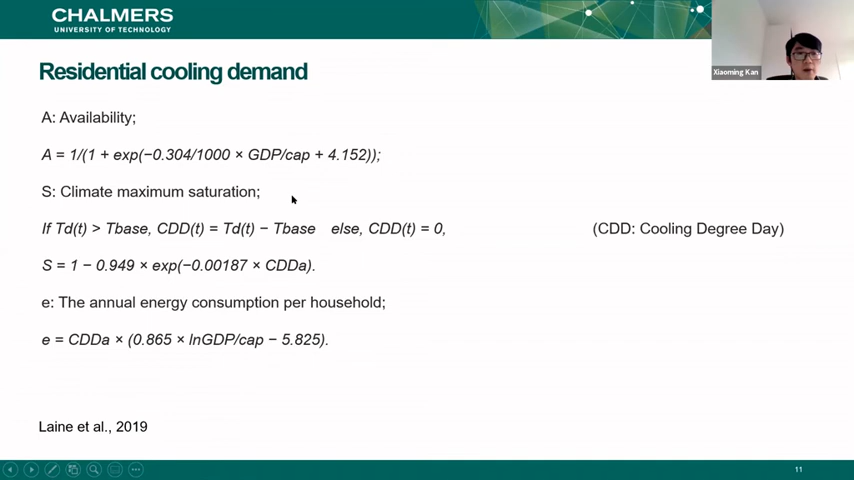 CHALMERS
UNIVERSITY OF TECHNOLOGY
Xiaoming Kan
Residential cooling demand
A: Availability;
A = 1/(1 + exp(−0.304/1000 × GDP/cap + 4.152));
S: Climate maximum saturation;
If Td(t) > Tbase, CDD(t) = Td(t) − Tbase else, CDD(t) = 0, (CDD: Cooling Degree Day)
S = 1 − 0.949 × exp(−0.00187 × CDDa).
e: The annual energy consumption per household;
e = CDDa × (0.865 × lnGDP/cap − 5.825).
Laine et al., 2019
11